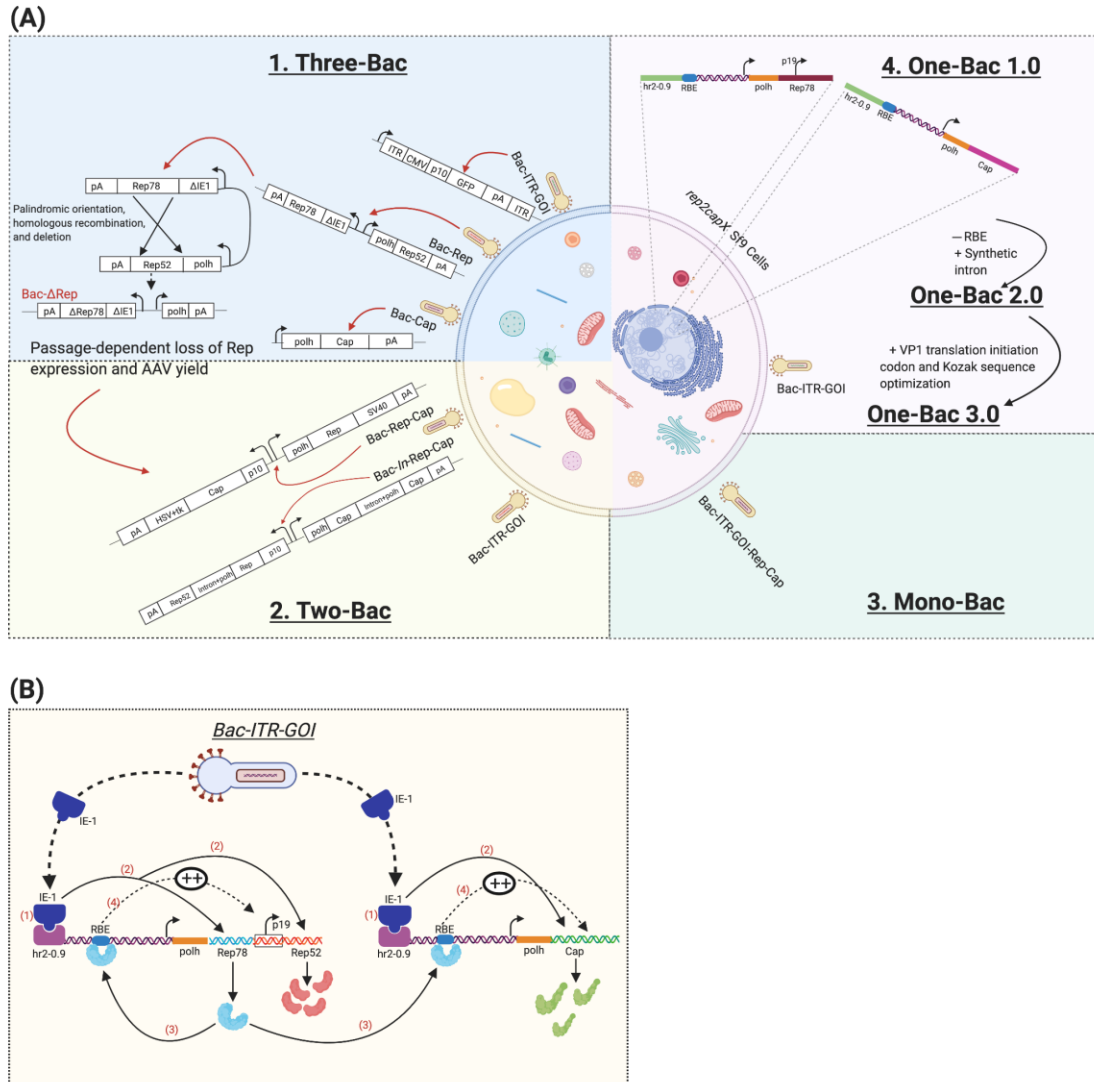 (A)
1. Three-Bac
pA
Rep78
ΔIE1
Palindromic orientation,
homologous recombination,
and deletion
pA
Rep52
polh
Bac-ΔRep
pA
ΔRep78
ΔIE1
polh
pA
Passage-dependent loss of Rep
expression and AAV yield
ITR
CMV
p10
GFP
pA
ITR
Bac-ITR-GOI
pA
Rep78
ΔIE1
polh
Rep52
pA
Bac-Rep
Bac-Cap
polh
Cap
pA
4. One-Bac 1.0
hr2-0.9
RBE
polh
p19
Rep78
hr2-0.9
RBE
polh
Cap
rep2capX Sf9 Cells
— RBE
+ Synthetic
intron
One-Bac 2.0
+ VP1 translation initiation
codon and Kozak sequence
optimization
One-Bac 3.0
Bac-ITR-GOI
pA
HSV+tk
Cap
p10
polh
Rep
SV40
pA
Bac-Rep-Cap
Bac-In-Rep-Cap
pA
Rep52
Intron+polh
Rep
p10
polh
Cap
Intron+polh
Cap
pA
Bac-ITR-GOI
2. Two-Bac
Bac-ITR-GOI-Rep-Cap
3. Mono-Bac
(B)
Bac-ITR-GOI
IE-1
IE-1
(2)
(2)
(2)
(4)
++
(4)
++
IE-1
(1)
RBE
hr2-0.9
polh
Rep78
p19
Rep52
IE-1
(1)
RBE
hr2-0.9
polh
Cap
(3)
(3)